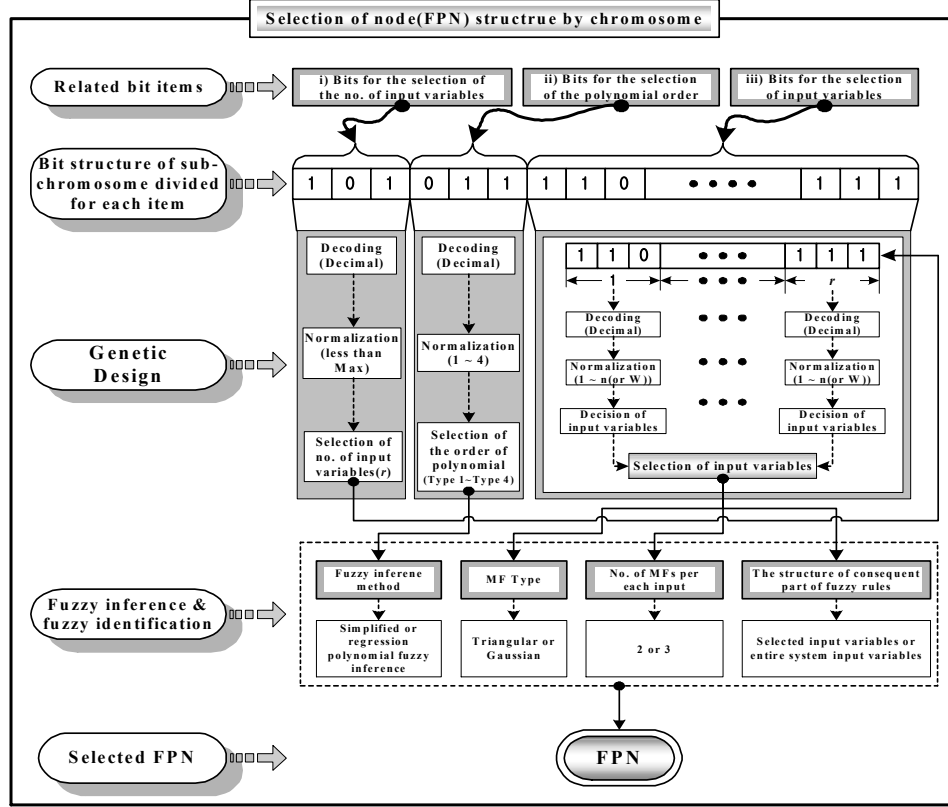 Selection of node(FPN) structrue by chromosome
Related bit items
i) Bits for the selection of
the no. of input variables
ii) Bits for the selection
of the polynomial order
iii) Bits for the selection
of input variables
Bit structure of sub-
chromosome divided
for each item
1 0 1 0 1 1 1 1 0 • • • • 1 1 1
Genetic
Design
Decoding
(Decimal)
Normalization
(less than
Max)
Selection of
no. of input
variables(r)
Decoding
(Decimal)
Normalization
(1 ~ 4)
Selection of
the order of
polynomial
(Type 1~Type 4)
1 1 0 • • • 1 1 1
1 • • • r
Decoding
(Decimal)
Normalization
(1 ~ n(or W))
Decision of
input variables
• • •
• • •
• • •
Decoding
(Decimal)
Normalization
(1 ~ n(or W))
Decision of
input variables
Selection of input variables
Fuzzy inference &
fuzzy identification
Fuzzy inferene
method
MF Type
No. of MFs per
each input
The structure of consequent
part of fuzzy rules
Simplified or
regression
polynomial fuzzy
inference
Triangular or
Gaussian
2 or 3
Selected input variables or
entire system input variables
Selected FPN
FPN